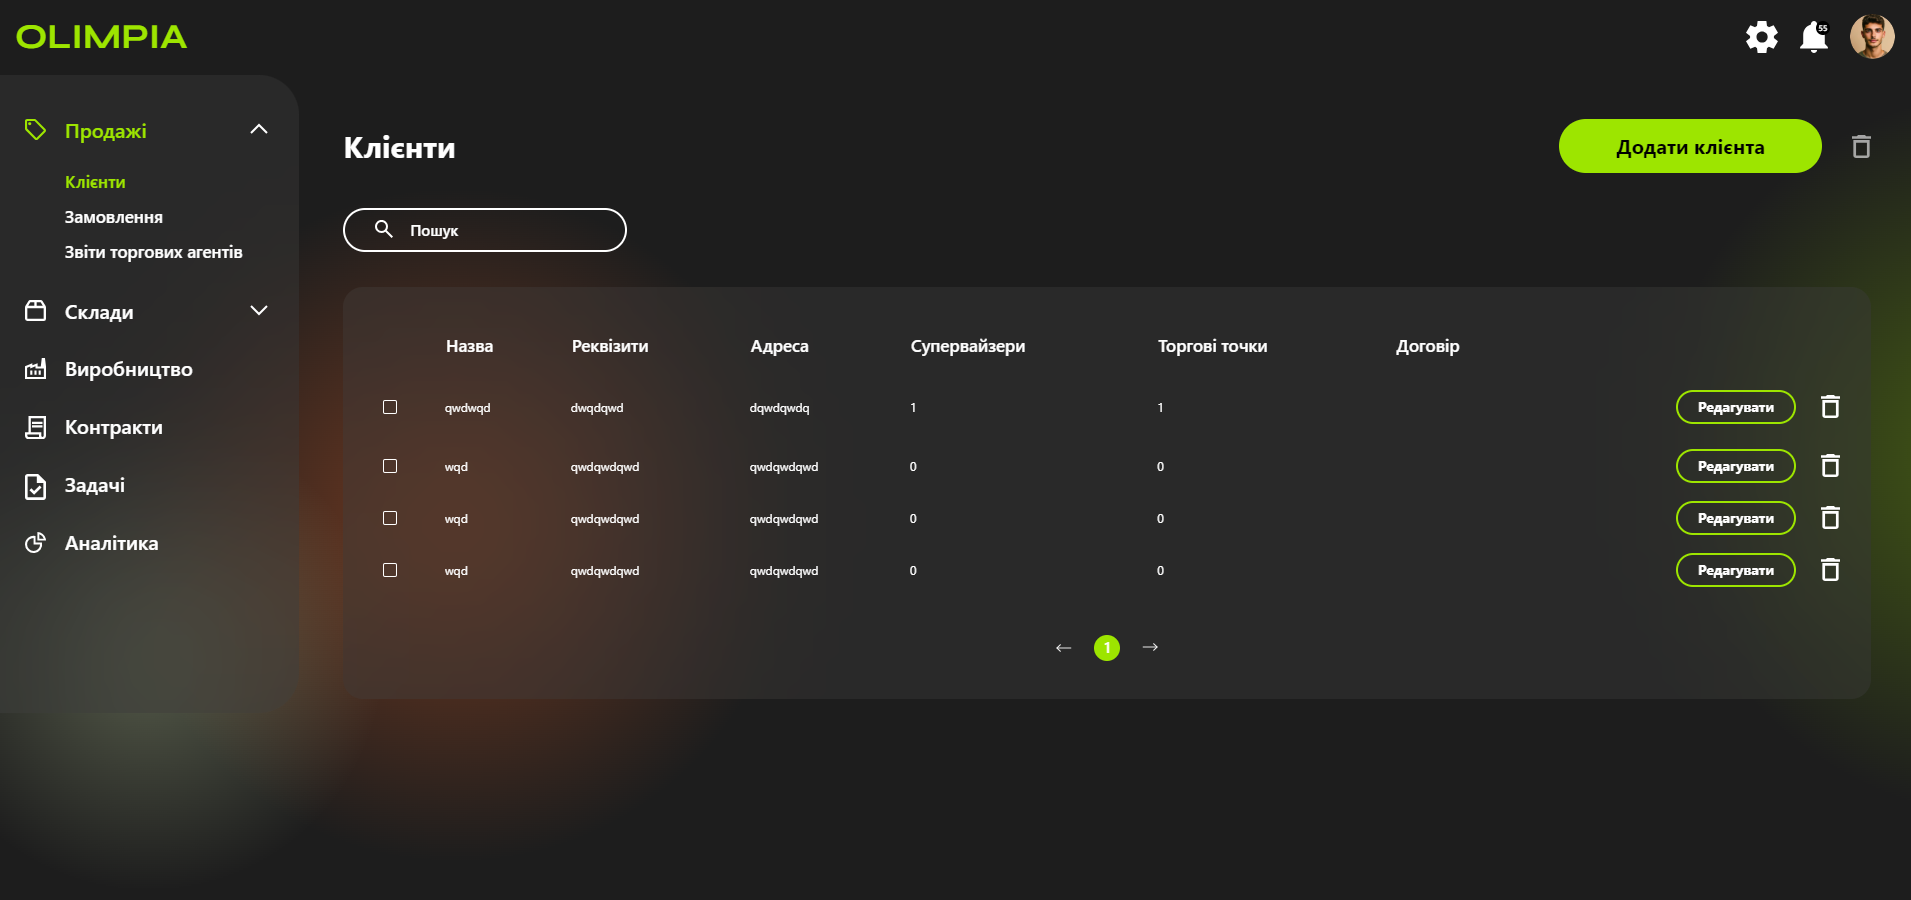 OLIMPIA
55
Продажі
Клієнти
Замовлення
Звіти торгових агентів
Склади
Виробництво
Контракти
Задачі
Аналітика
Клієнти
Додати клієнта
Пошук
Назва Реквізити Адреса Супервайзери Торгові точки Договір
qwdwqd dwqdqwd dqwdqwdq 1 1 Редагувати
wqd qwdqwdqwd qwdqwdqwd 0 0 Редагувати
wqd qwdqwdqwd qwdqwdqwd 0 0 Редагувати
wqd qwdqwdqwd qwdqwdqwd 0 0 Редагувати
1